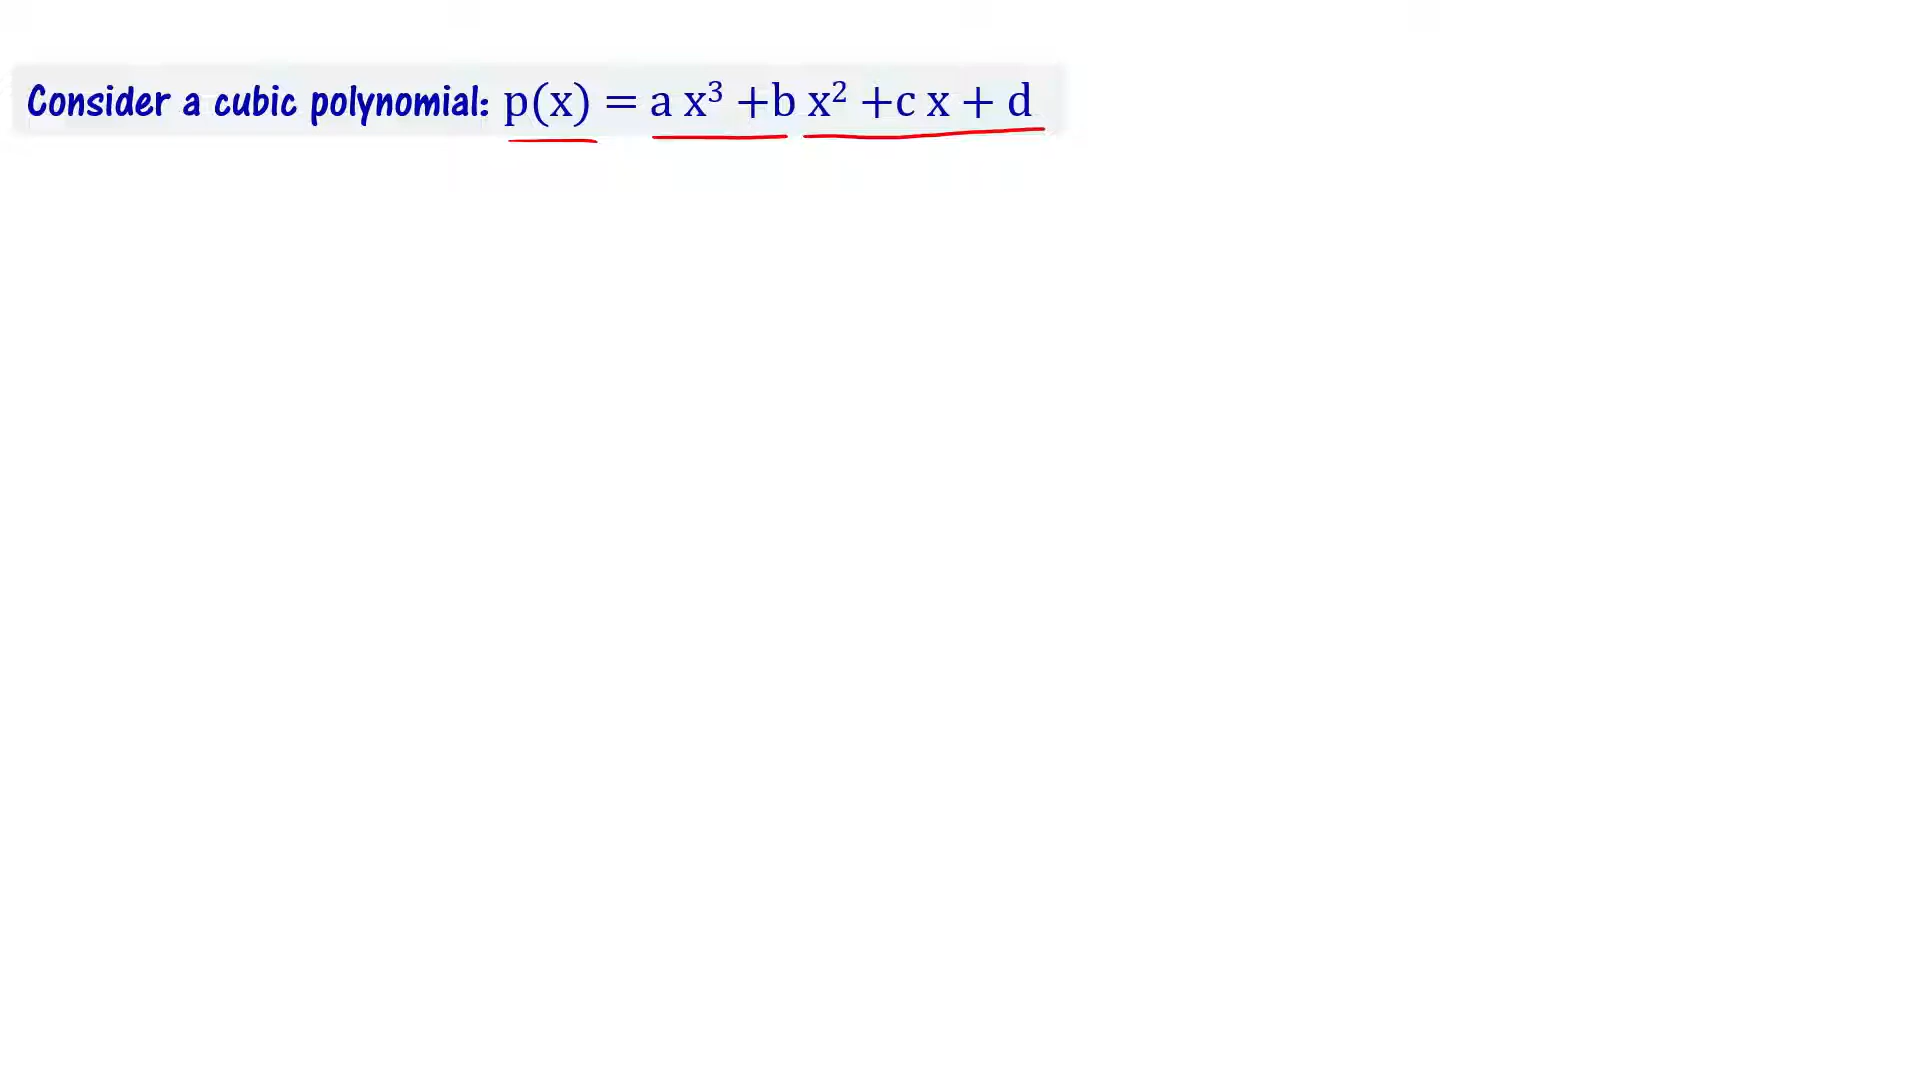 Consider a cubic polynomial: p(x) = a x³ +b x² +c x + d